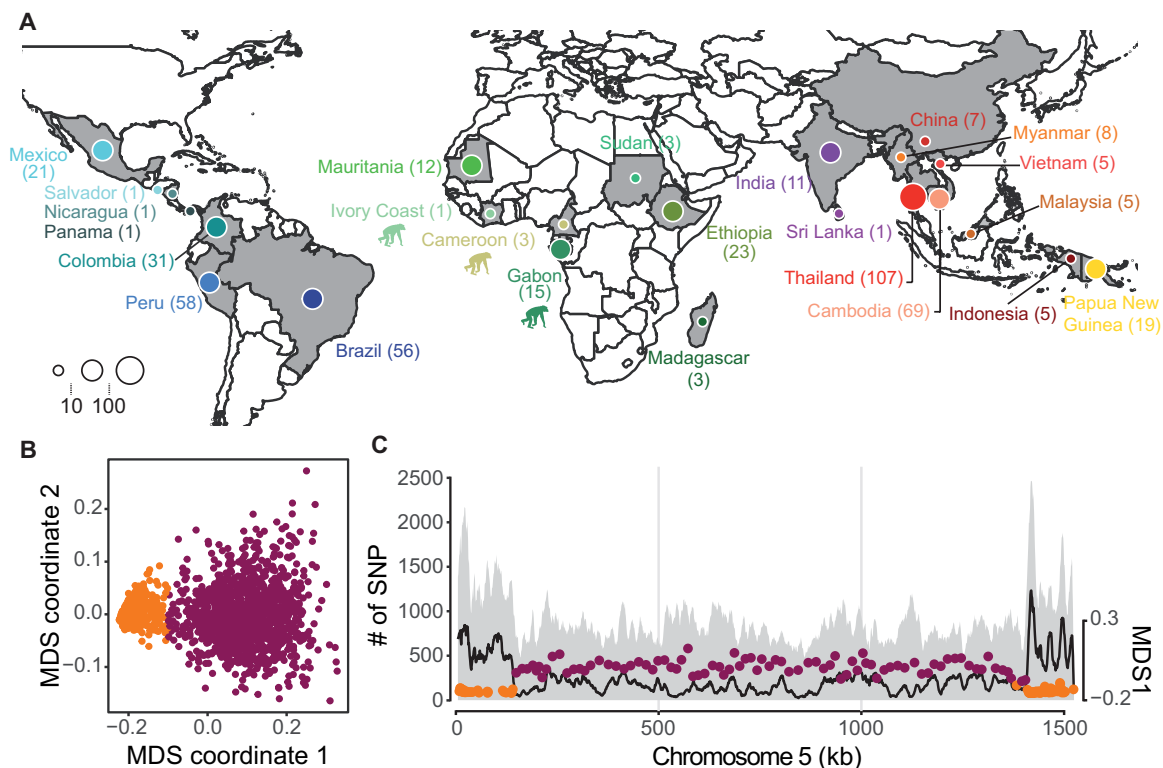 A
Mexico
(21)
Salvador (1)
Nicaragua (1)
Panama (1)
Colombia (31)
Peru (58)
Brazil (56)
Mauritania (12)
Ivory Coast (1)
Cameroon (3)
Gabon
(15)
Sudan (3)
Ethiopia
(23)
Madagascar
(3)
India (11)
Sri Lanka (1)
China (7)
Myanmar (8)
Vietnam (5)
Malaysia (5)
Thailand (107)
Cambodia (69)
Indonesia (5)
Papua New
Guinea (19)
10 100
B
MDS coordinate 2
0.2
0.1
0.0
−0.1
−0.2 0.0 0.2
MDS coordinate 1
C
# of SNP
2500
2000
1500
1000
500
0
0 500 1000 1500
Chromosome 5 (kb)
0.3
−0.2
MDS1